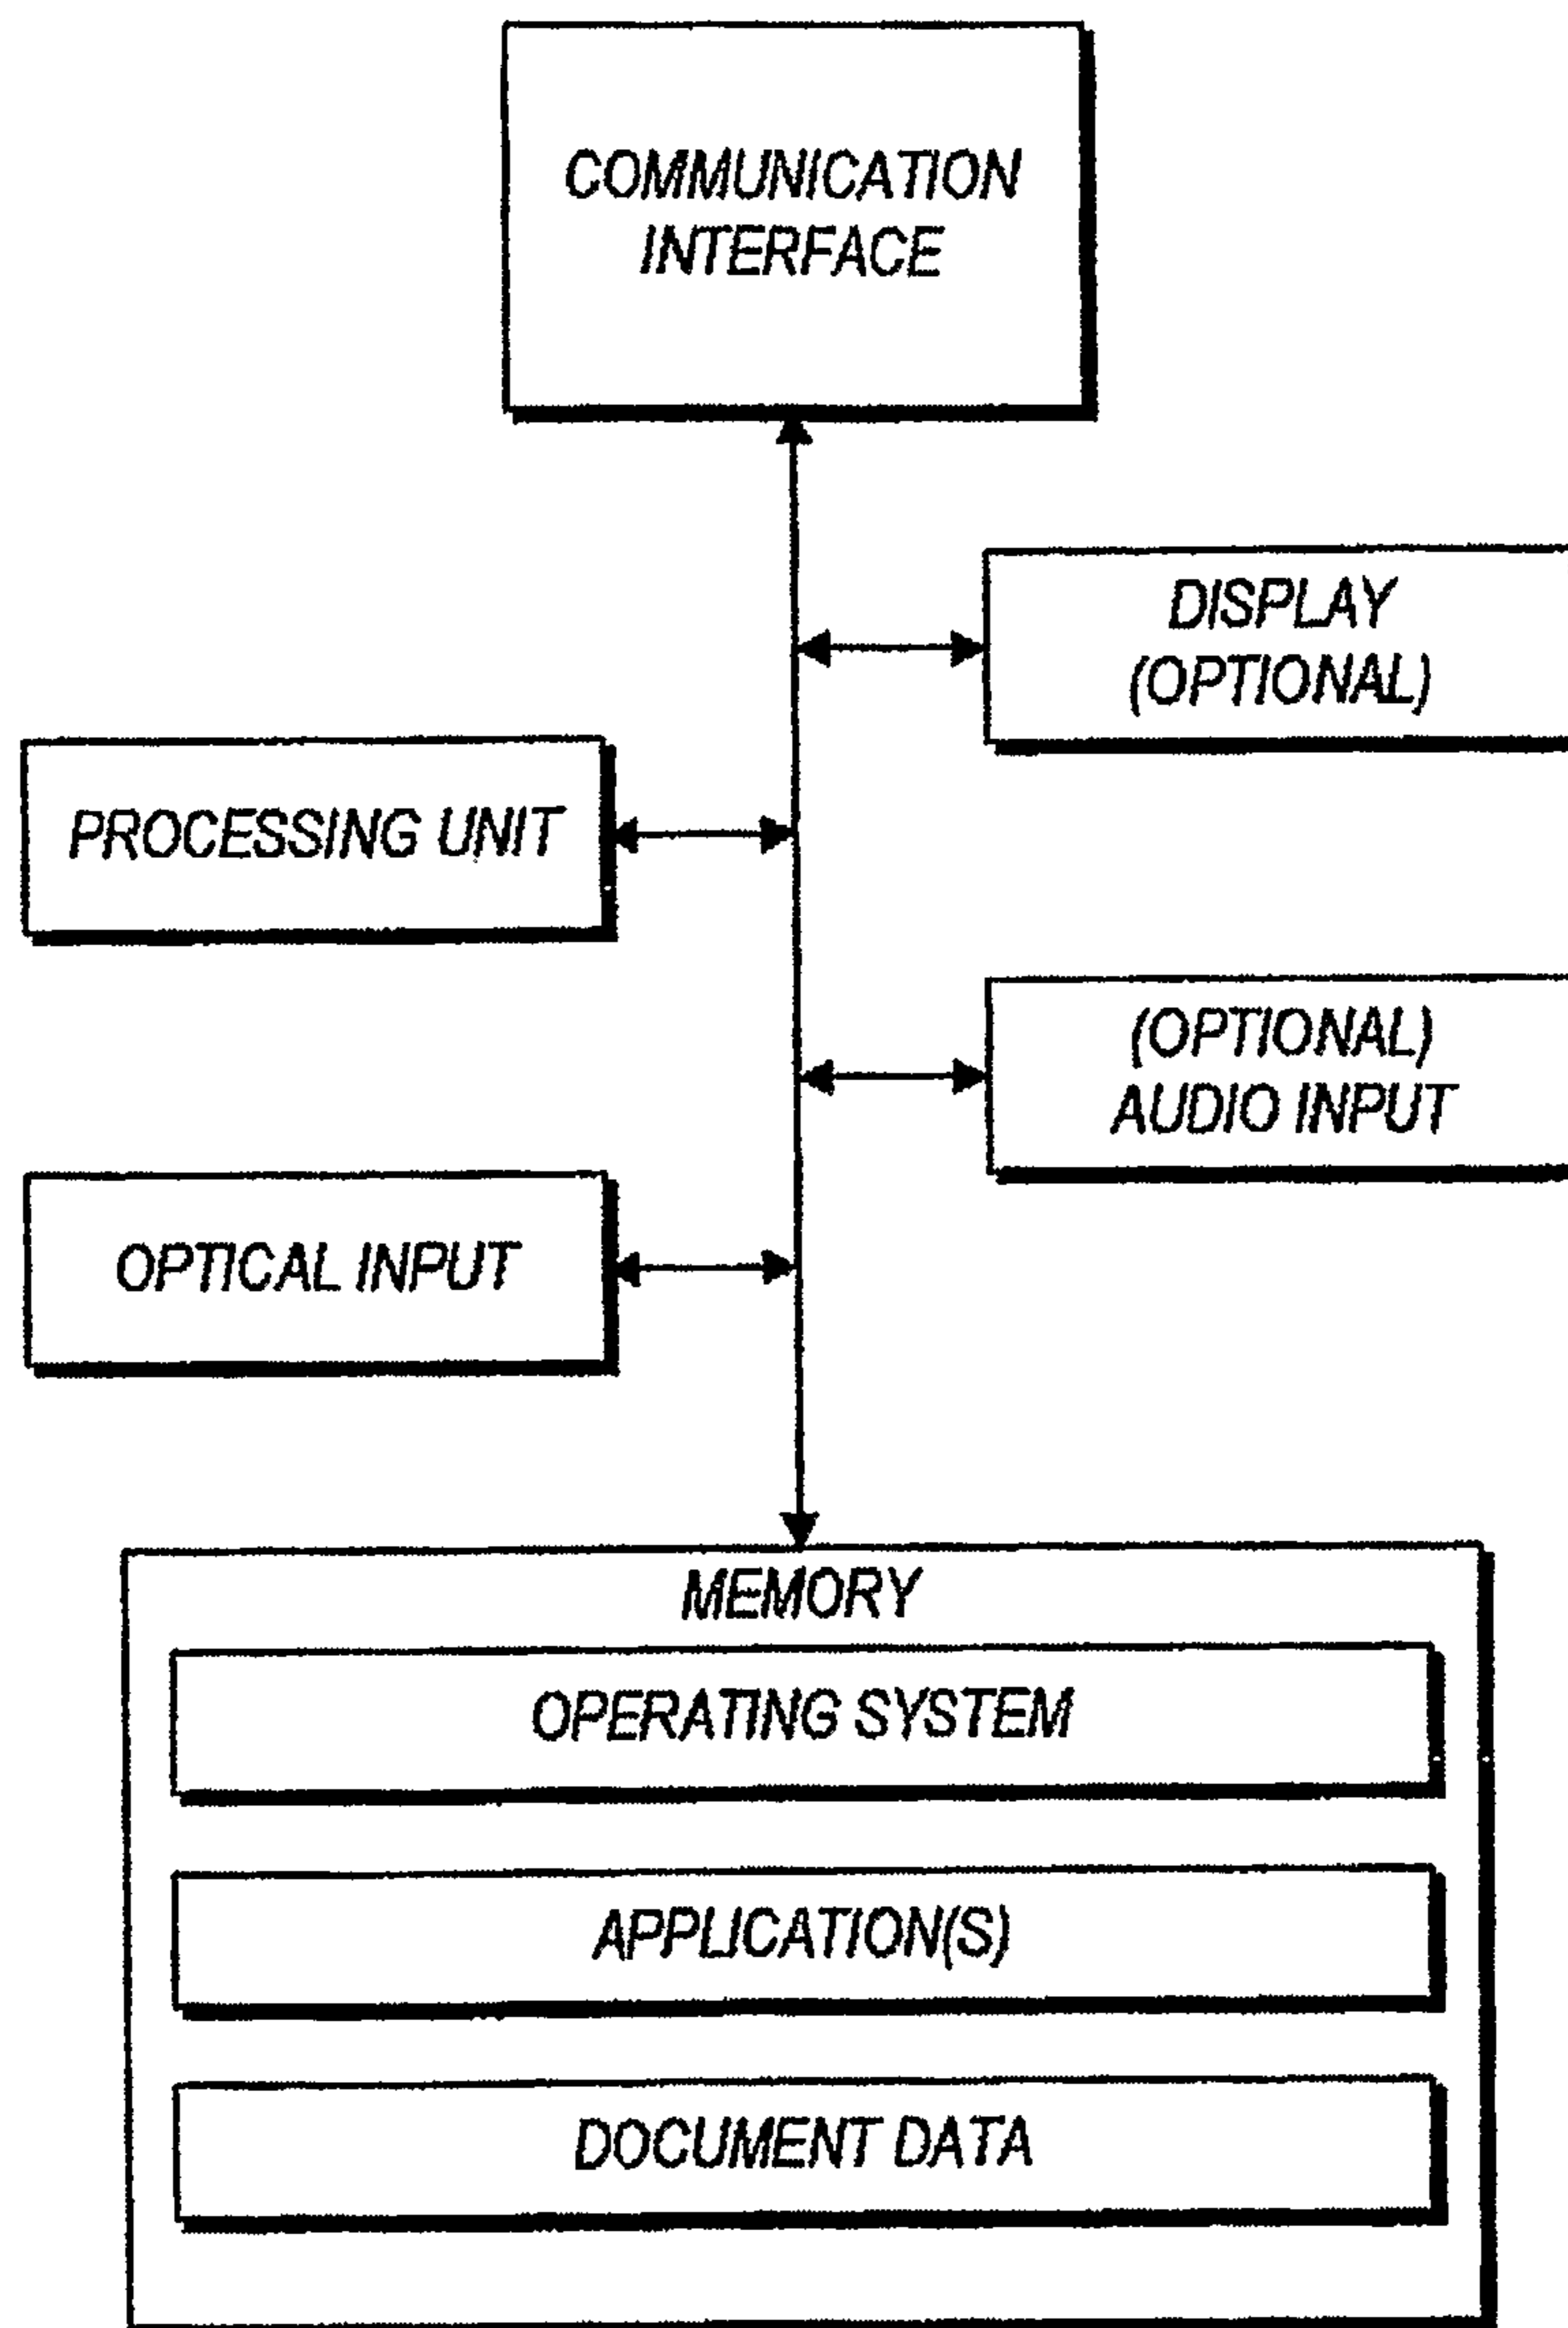 COMMUNICATION
INTERFACE
DISPLAY
(OPTIONAL)
PROCESSING UNIT
(OPTIONAL)
AUDIO INPUT
OPTICAL INPUT
MEMORY
OPERATING SYSTEM
APPLICATION(S)
DOCUMENT DATA